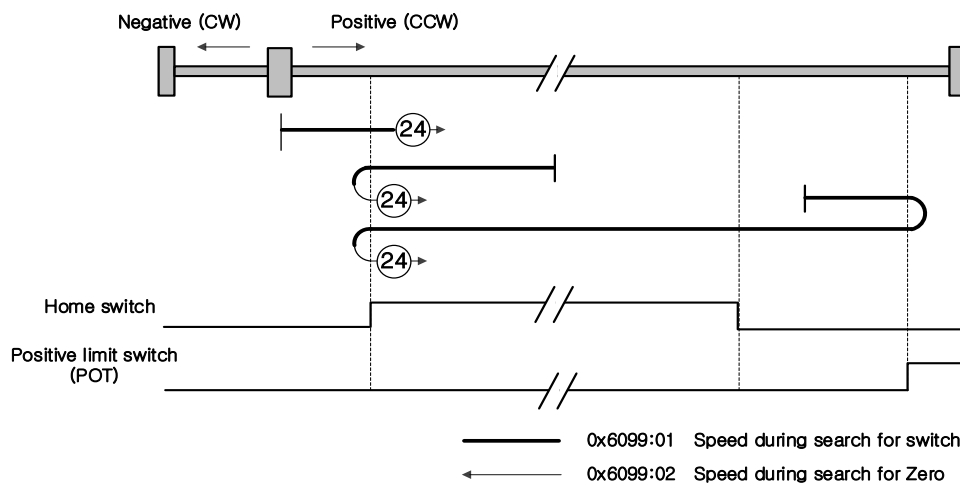 Negative (CW)
Positive (CCW)
24
24
24
Home switch
Positive limit switch
(POT)
0x6099:01 Speed during search for switch
0x6099:02 Speed during search for Zero